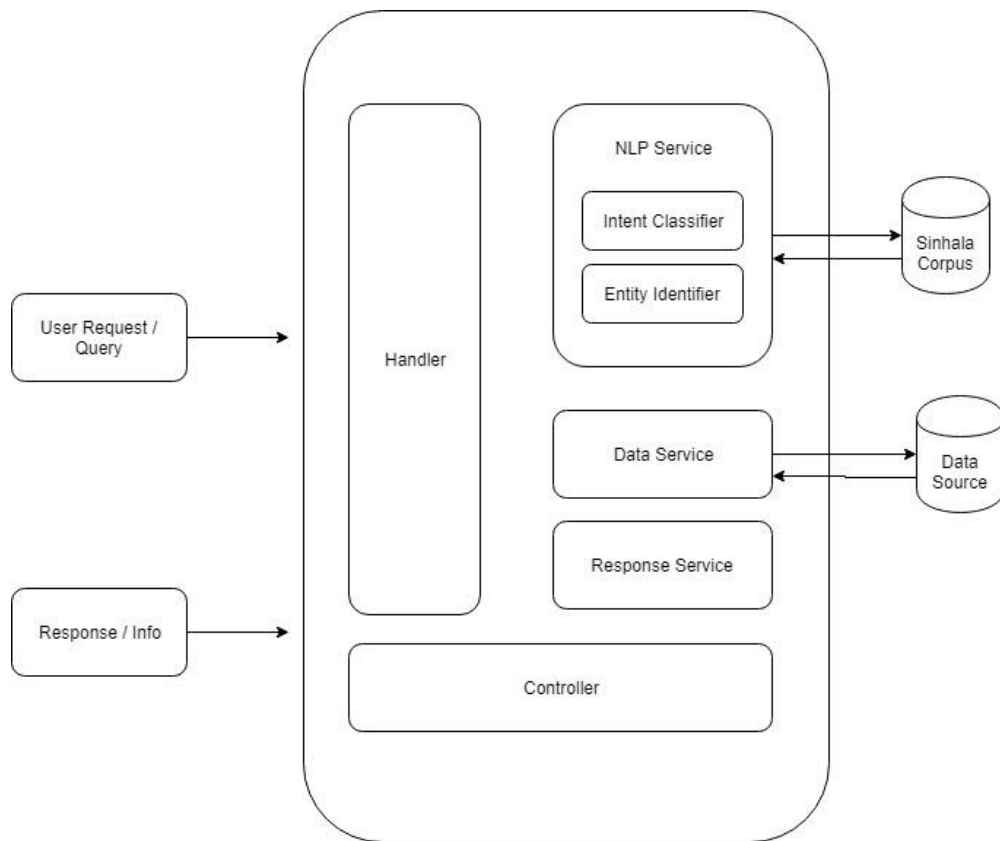 NLP Service
Intent Classifier
Sinhala
Corpus
Entity Identifier
User Request /
Query
Handler
Data Service
Data
Source
Response Service
Response / Info
Controller